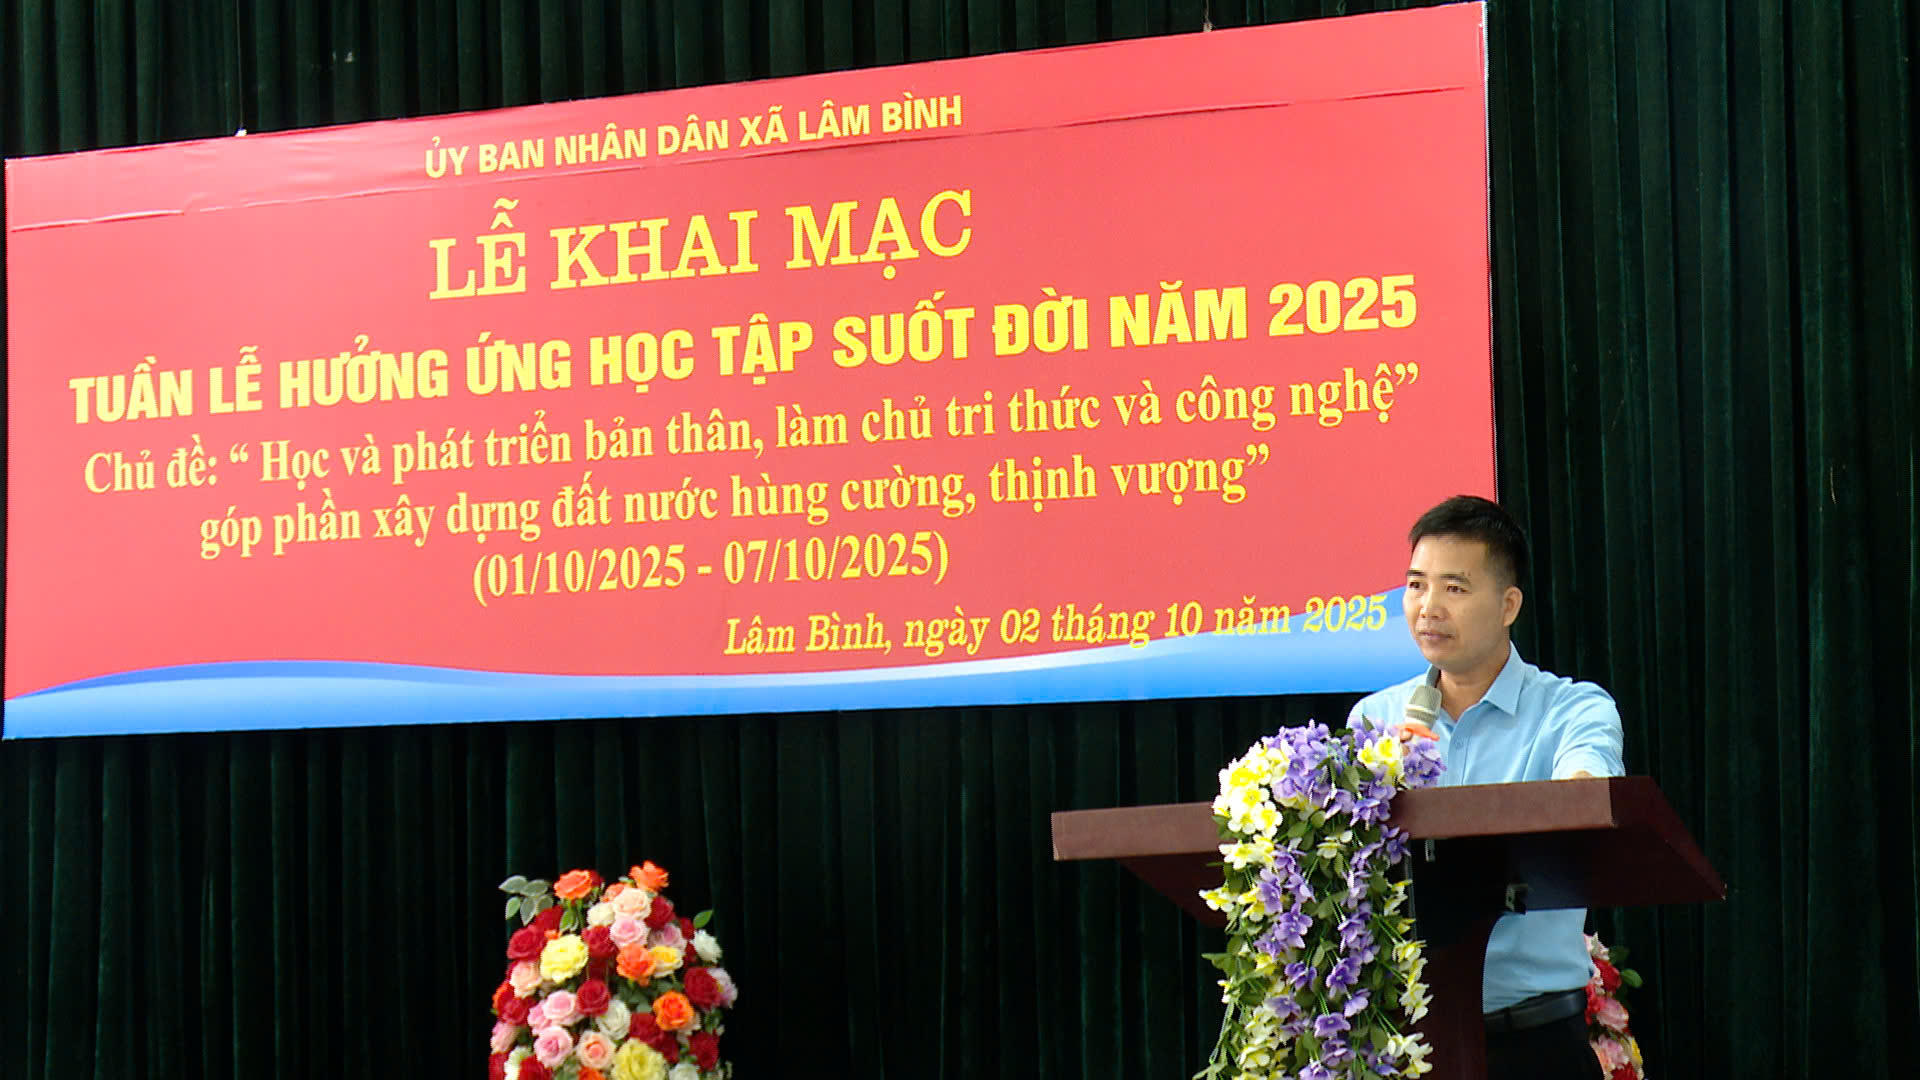 ỦY BAN NHÂN DÂN XÃ LÂM BÌNH
LỄ KHAI MẠC
TUẦN LỄ HƯỞNG ỨNG HỌC TẬP SUỐT ĐỜI NĂM 2025
Chủ đề: “ Học và phát triển bản thân, làm chủ tri thức và công nghệ”
góp phần xây dựng đất nước hùng cường, thịnh vượng”
(01/10/2025 - 07/10/2025)
Lâm Bình, ngày 02 tháng 10 năm 2025